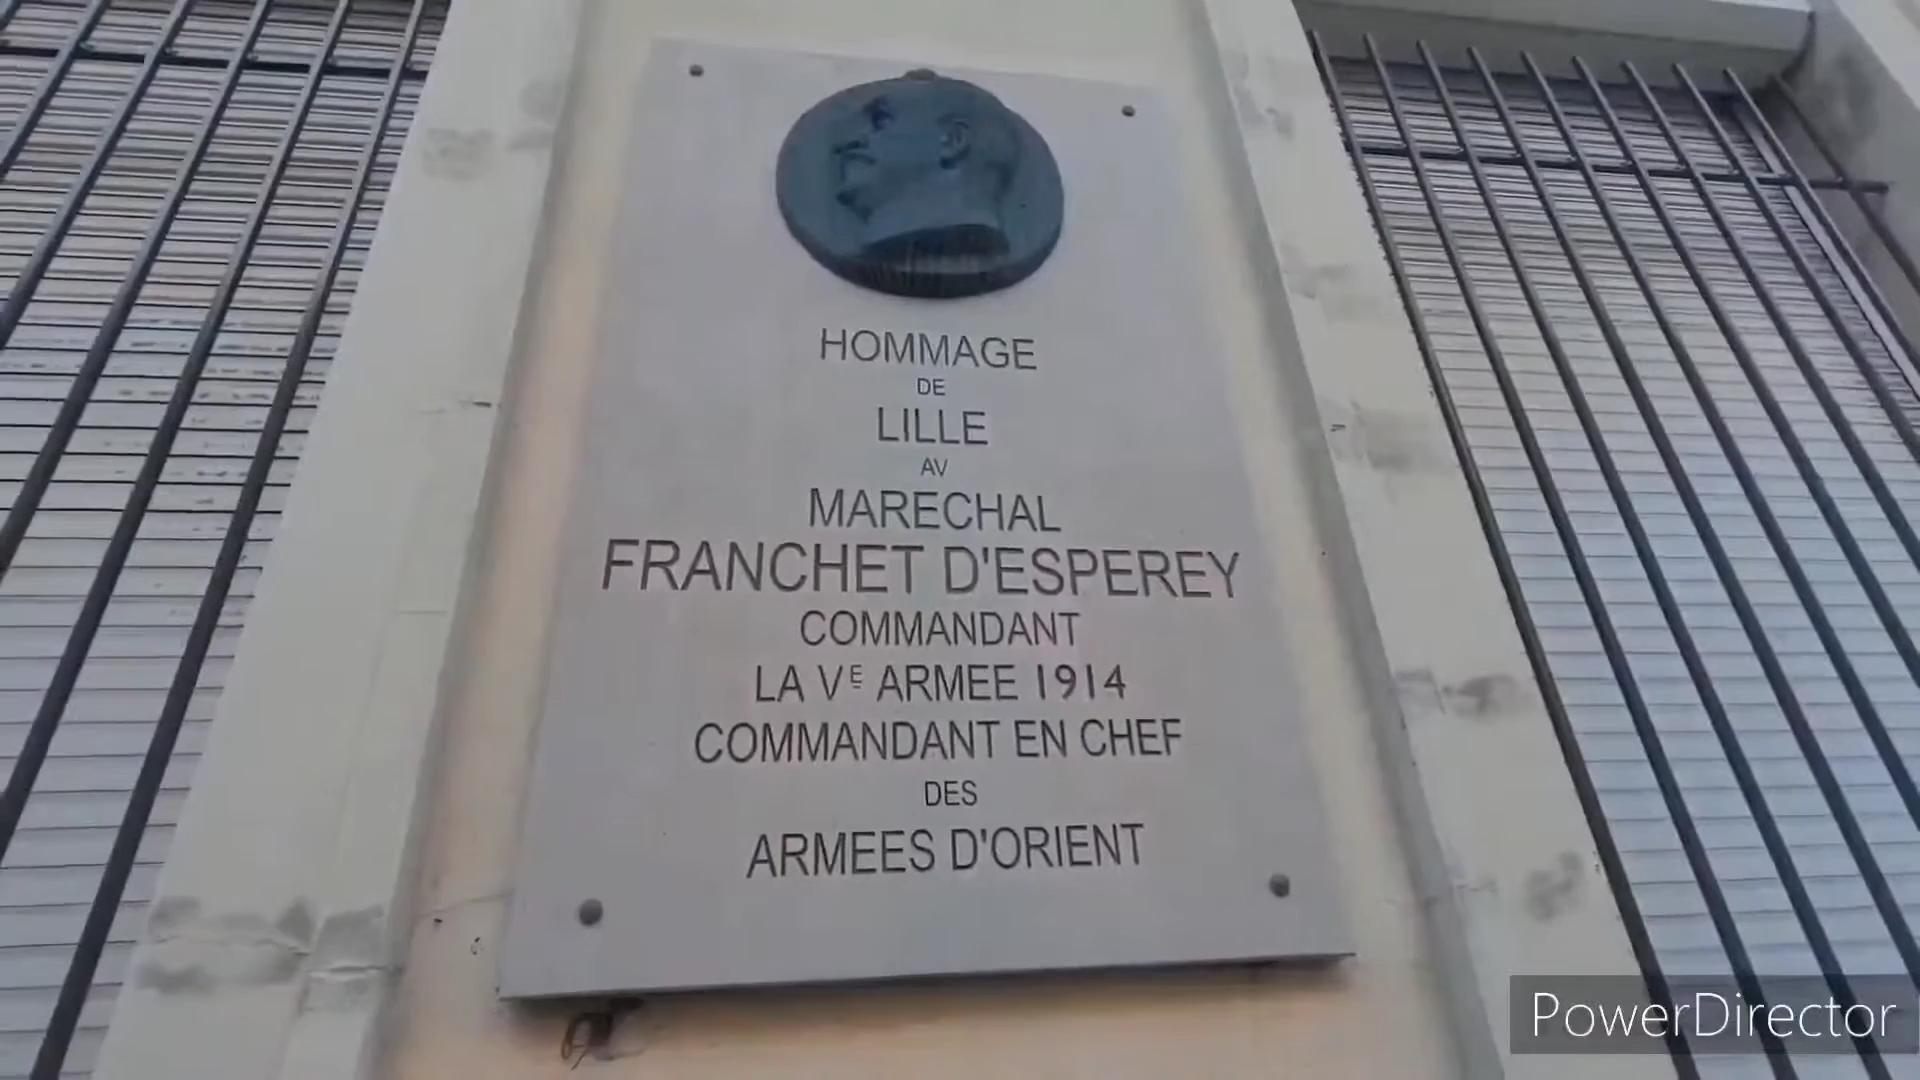 HOMMAGE
DE
LILLE
AV
MARECHAL
FRANCHET D'ESPEREY
COMMANDANT
LA VE ARMEE 1914
COMMANDANT EN CHEF
DES
ARMEES D'ORIENT
PowerDirector